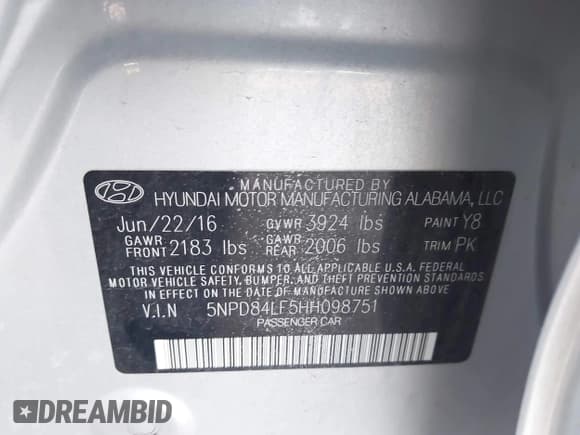 MANUFACTURED BY
HYUNDAI MOTOR MANUFACTURING ALABAMA, LLC
Jun/22/16 GVWR 3924 lbs PAINT Y8
GAWR FRONT 2183 lbs GAWR REAR 2006 lbs TRIM PK
THIS VEHICLE CONFORMS TO ALL APPLICABLE U.S.A. FEDERAL
MOTOR VEHICLE SAFETY, BUMPER, AND THEFT PREVENTION STANDARDS
IN EFFECT ON THE DATE OF MANUFACTURE SHOWN ABOVE.
V.I.N 5NPD84LF5HH098751
PASSENGER CAR
#DREAMBID